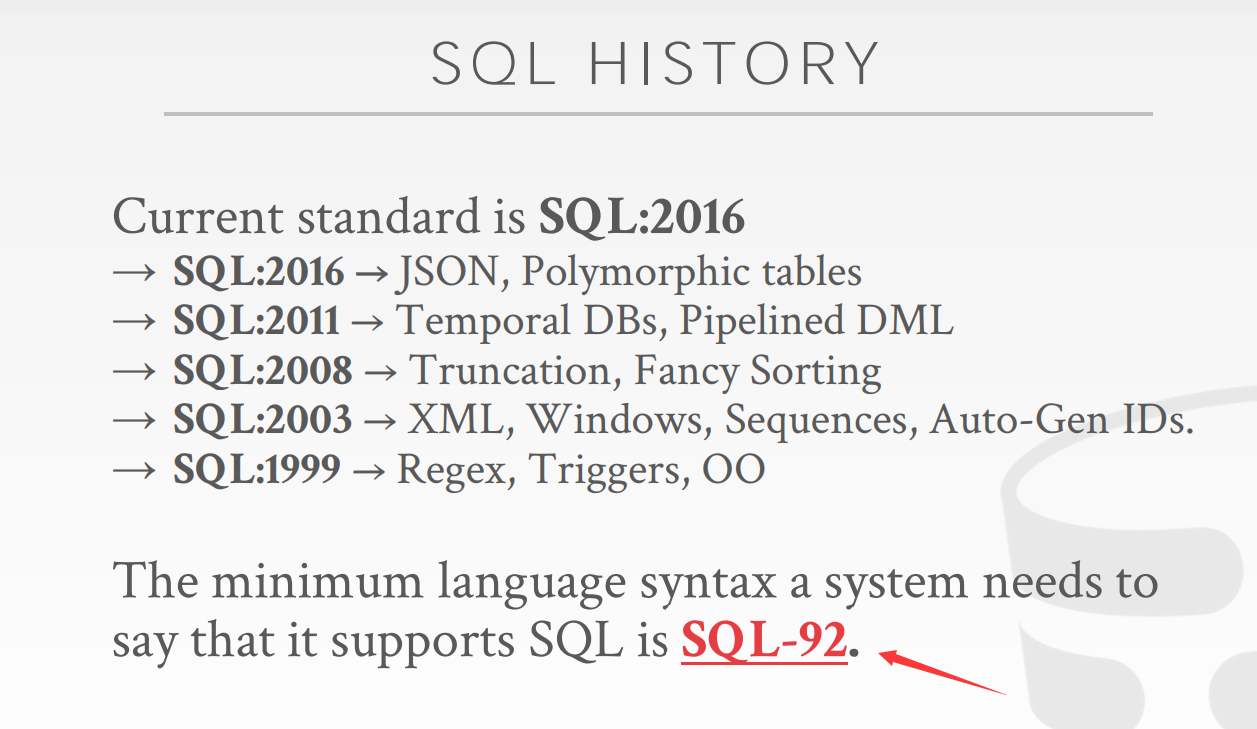 SQL HISTORY
Current standard is SQL:2016
→ SQL:2016 → JSON, Polymorphic tables
→ SQL:2011 → Temporal DBs, Pipelined DML
→ SQL:2008 → Truncation, Fancy Sorting
→ SQL:2003 → XML, Windows, Sequences, Auto-Gen IDs.
→ SQL:1999 → Regex, Triggers, OO
The minimum language syntax a system needs to
say that it supports SQL is SQL-92.